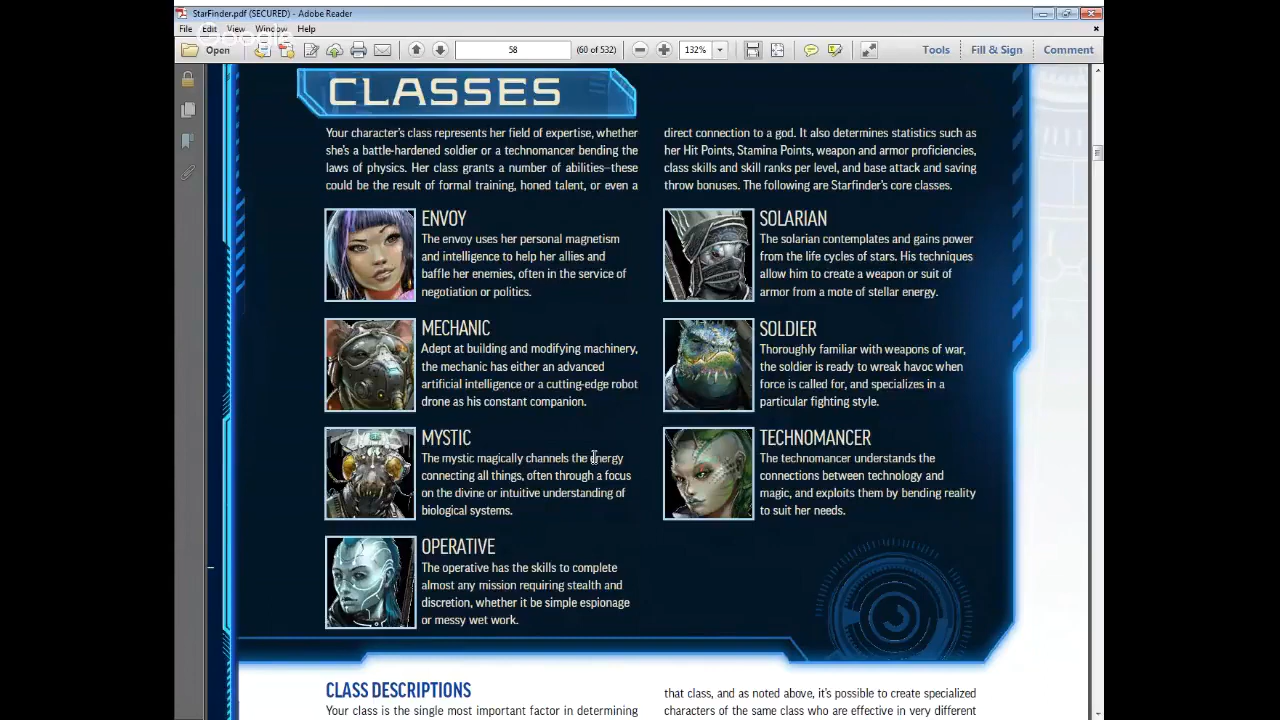 StarFinder.pdf (SECURED) - Adobe Reader
File Edit View Window Help
Google
Open
58
(60 of 532)
132%
Tools
Fill & Sign
Comment
CLASSES
Your character's class represents her field of expertise, whether
she's a battle-hardened soldier or a technomancer bending the
laws of physics. Her class grants a number of abilities—these
could be the result of formal training, honed talent, or even a
direct connection to a god. It also determines statistics such as
her Hit Points, Stamina Points, weapon and armor proficiencies,
class skills and skill ranks per level, and base attack and saving
throw bonuses. The following are Starfinder's core classes.
ENVOY
The envoy uses her personal magnetism
and intelligence to help her allies and
baffle her enemies, often in the service of
negotiation or politics.
MECHANIC
Adept at building and modifying machinery,
the mechanic has either an advanced
artificial intelligence or a cutting-edge robot
drone as his constant companion.
MYSTIC
The mystic magically channels the energy
connecting all things, often through a focus
on the divine or intuitive understanding of
biological systems.
OPERATIVE
The operative has the skills to complete
almost any mission requiring stealth and
discretion, whether it be simple espionage
or messy wet work.
SOLARIAN
The solarian contemplates and gains power
from the life cycles of stars. His techniques
allow him to create a weapon or suit of
armor from a mote of stellar energy.
SOLDIER
Thoroughly familiar with weapons of war,
the soldier is ready to wreak havoc when
force is called for, and specializes in a
particular fighting style.
TECHNOMANCER
The technomancer understands the
connections between technology and
magic, and exploits them by bending reality
to suit her needs.
CLASS DESCRIPTIONS
Your class is the single most important factor in determining
that class, and as noted above, it's possible to create specialized
characters of the same class who are effective in very different